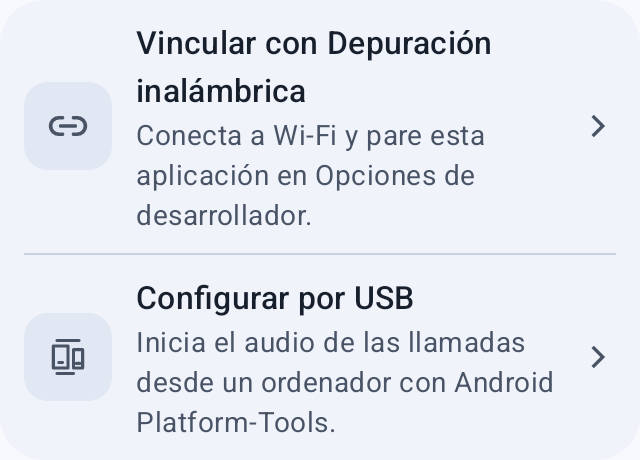 Vincular con Depuración
inalámbrica
Conecta a Wi-Fi y pare esta
aplicación en Opciones de
desarrollador.
Configurar por USB
Inicia el audio de las llamadas
desde un ordenador con Android
Platform-Tools.